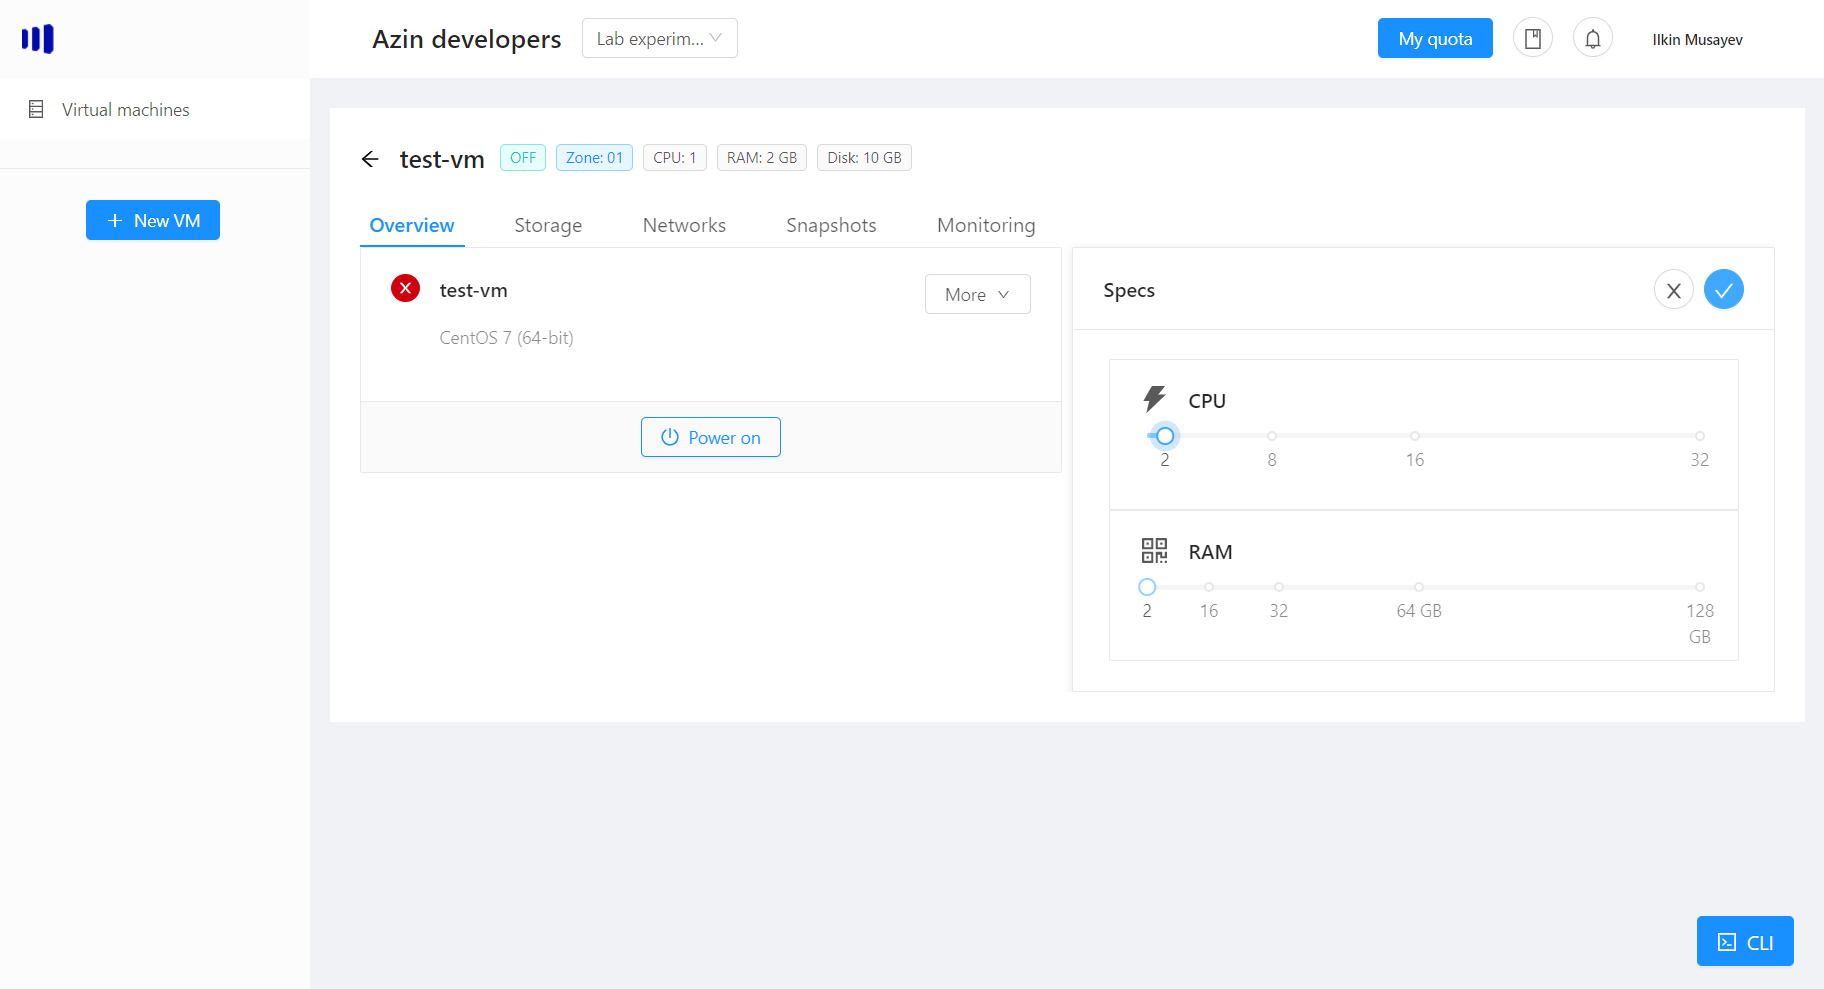 Azin developers
Lab experim...
My quota
Ilkin Musayev
Virtual machines
New VM
test-vm
OFF
Zone: 01
CPU: 1
RAM: 2 GB
Disk: 10 GB
Overview
Storage
Networks
Snapshots
Monitoring
test-vm
More
CentOS 7 (64-bit)
Power on
Specs
CPU
2
8
16
32
RAM
2
16
32
64 GB
128
GB
CLI